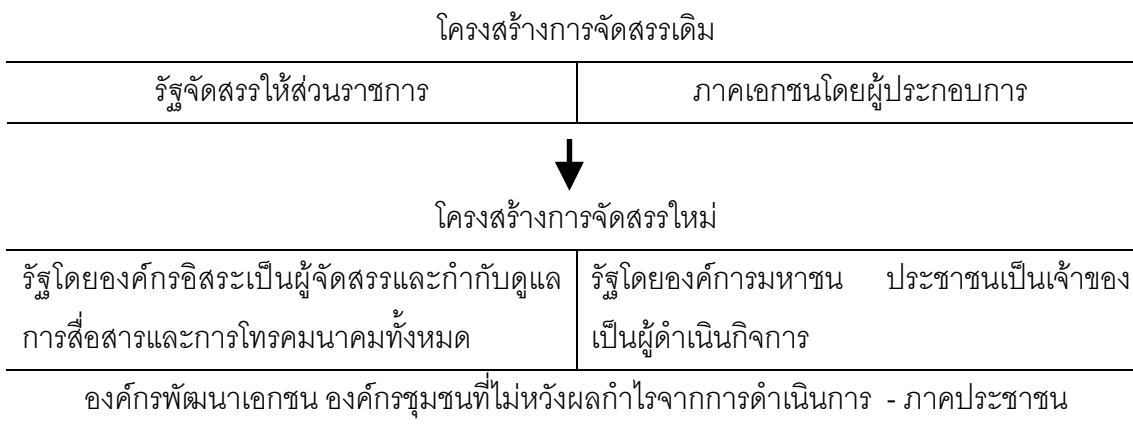 โครงสร้างการจัดสรรเดิม
รัฐจัดสรรให้ส่วนราชการ
ภาคเอกชนโดยผู้ประกอบการ
โครงสร้างการจัดสรรใหม่
รัฐโดยองค์กรอิสระเป็นผู้จัดสรรและกำกับดูแล
การสื่อสารและการโทรคมนาคมทั้งหมด
รัฐโดยองค์การมหาชน ประชาชนเป็นเจ้าของ
เป็นผู้ดำเนินกิจการ
องค์กรพัฒนาเอกชน องค์กรชุมชนที่ไม่หวังผลกำไรจากการดำเนินการ - ภาคประชาชน